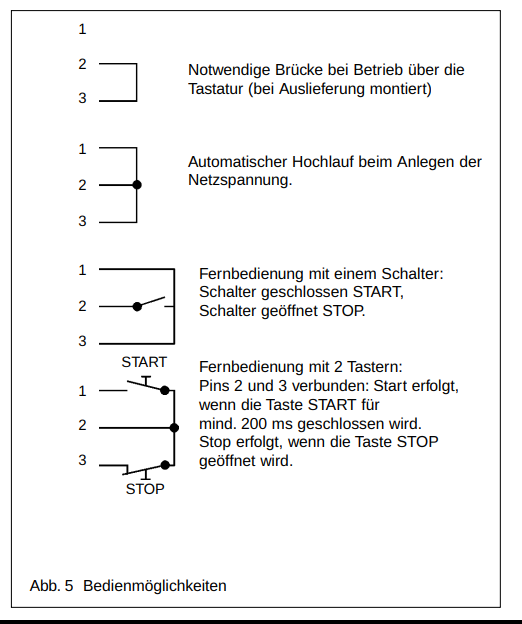 1
2
3
Notwendige Brücke bei Betrieb über die
Tastatur (bei Auslieferung montiert)
1
2
3
Automatischer Hochlauf beim Anlegen der
Netzspannung.
1
2
3
Fernbedienung mit einem Schalter:
Schalter geschlossen START,
Schalter geöffnet STOP.
START
1
2
3
STOP
Fernbedienung mit 2 Tastern:
Pins 2 und 3 verbunden: Start erfolgt,
wenn die Taste START für
mind. 200 ms geschlossen wird.
Stop erfolgt, wenn die Taste STOP
geöffnet wird.
Abb. 5 Bedienmöglichkeiten